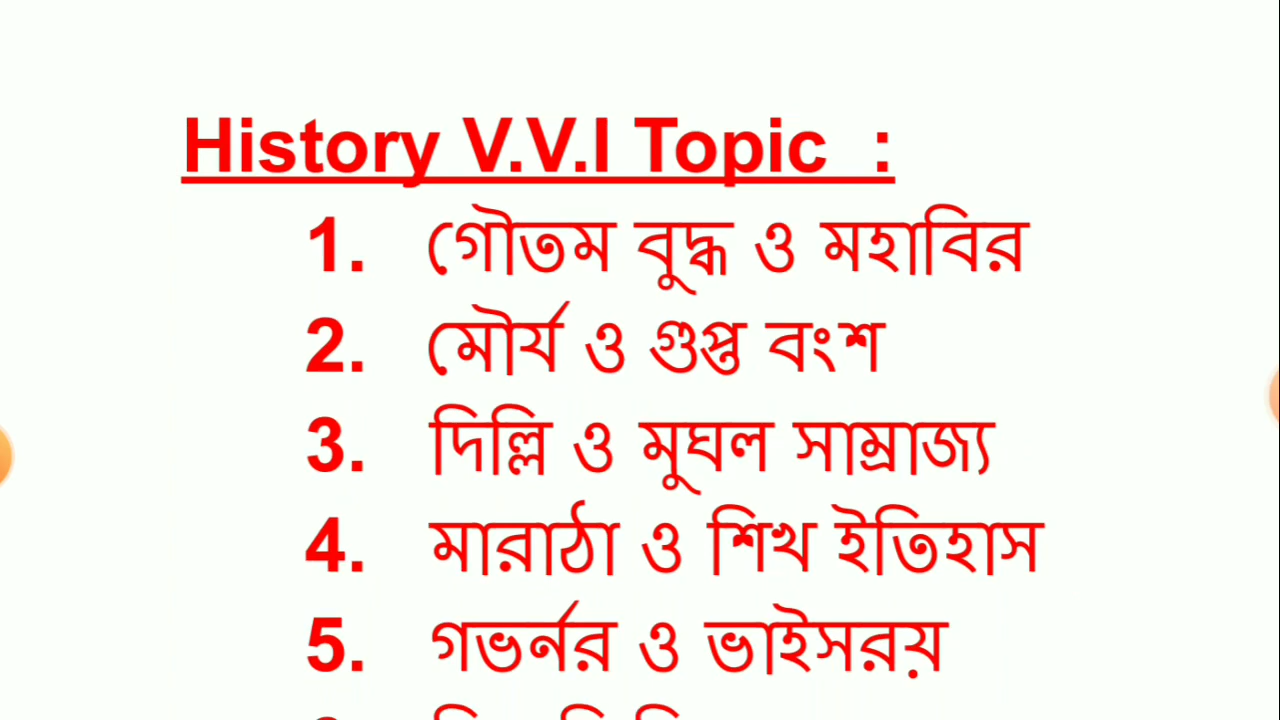 History V.V.I Topic :
1. গৌতম বুদ্ধ ও মহাবির
2. মৌর্য ও গুপ্ত বংশ
3. দিল্লি ও মুঘল সাম্রাজ্য
4. মারাঠা ও শিখ ইতিহাস
5. গভর্নর ও ভাইসরয়